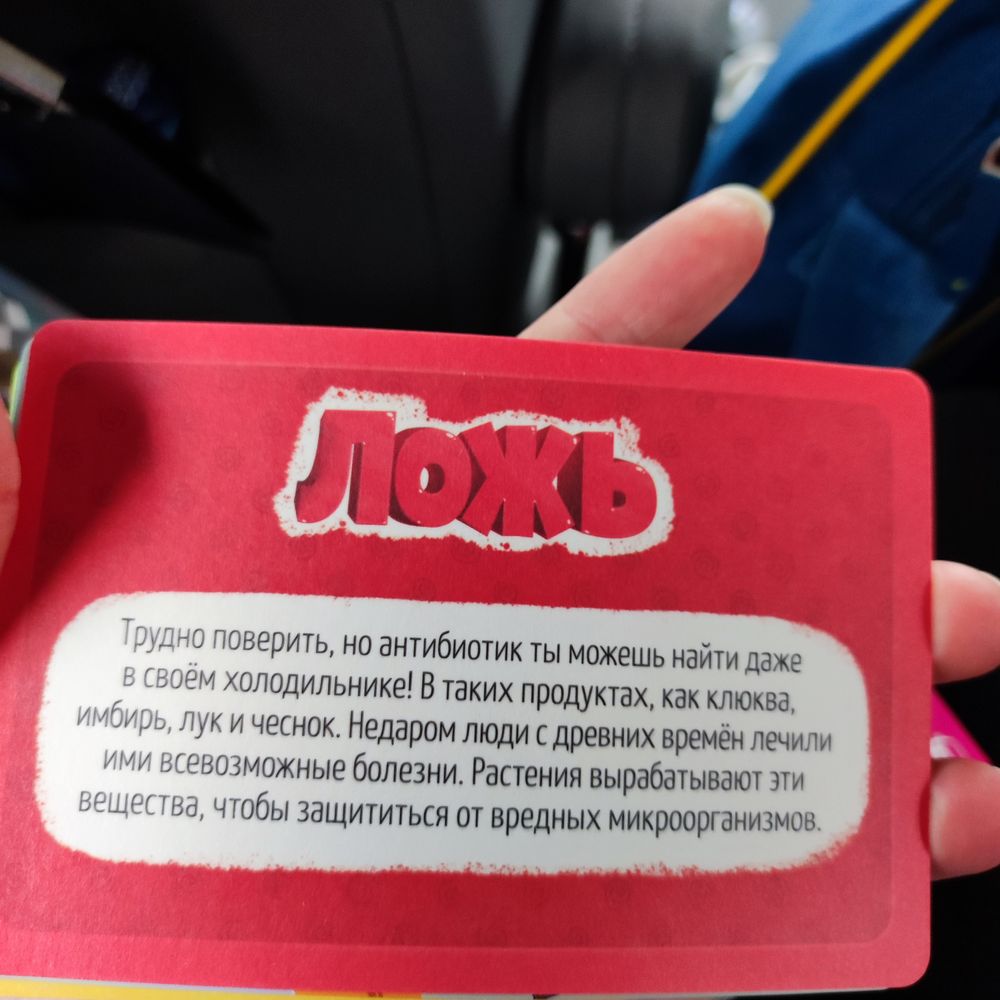 Ложь
Трудно поверить, но антибиотик ты можешь найти даже
в своём холодильнике! В таких продуктах, как клюква,
имбирь, лук и чеснок. Недаром люди с древних времён лечили
ими всевозможные болезни. Растения вырабатывают эти
вещества, чтобы защититься от вредных микроорганизмов.